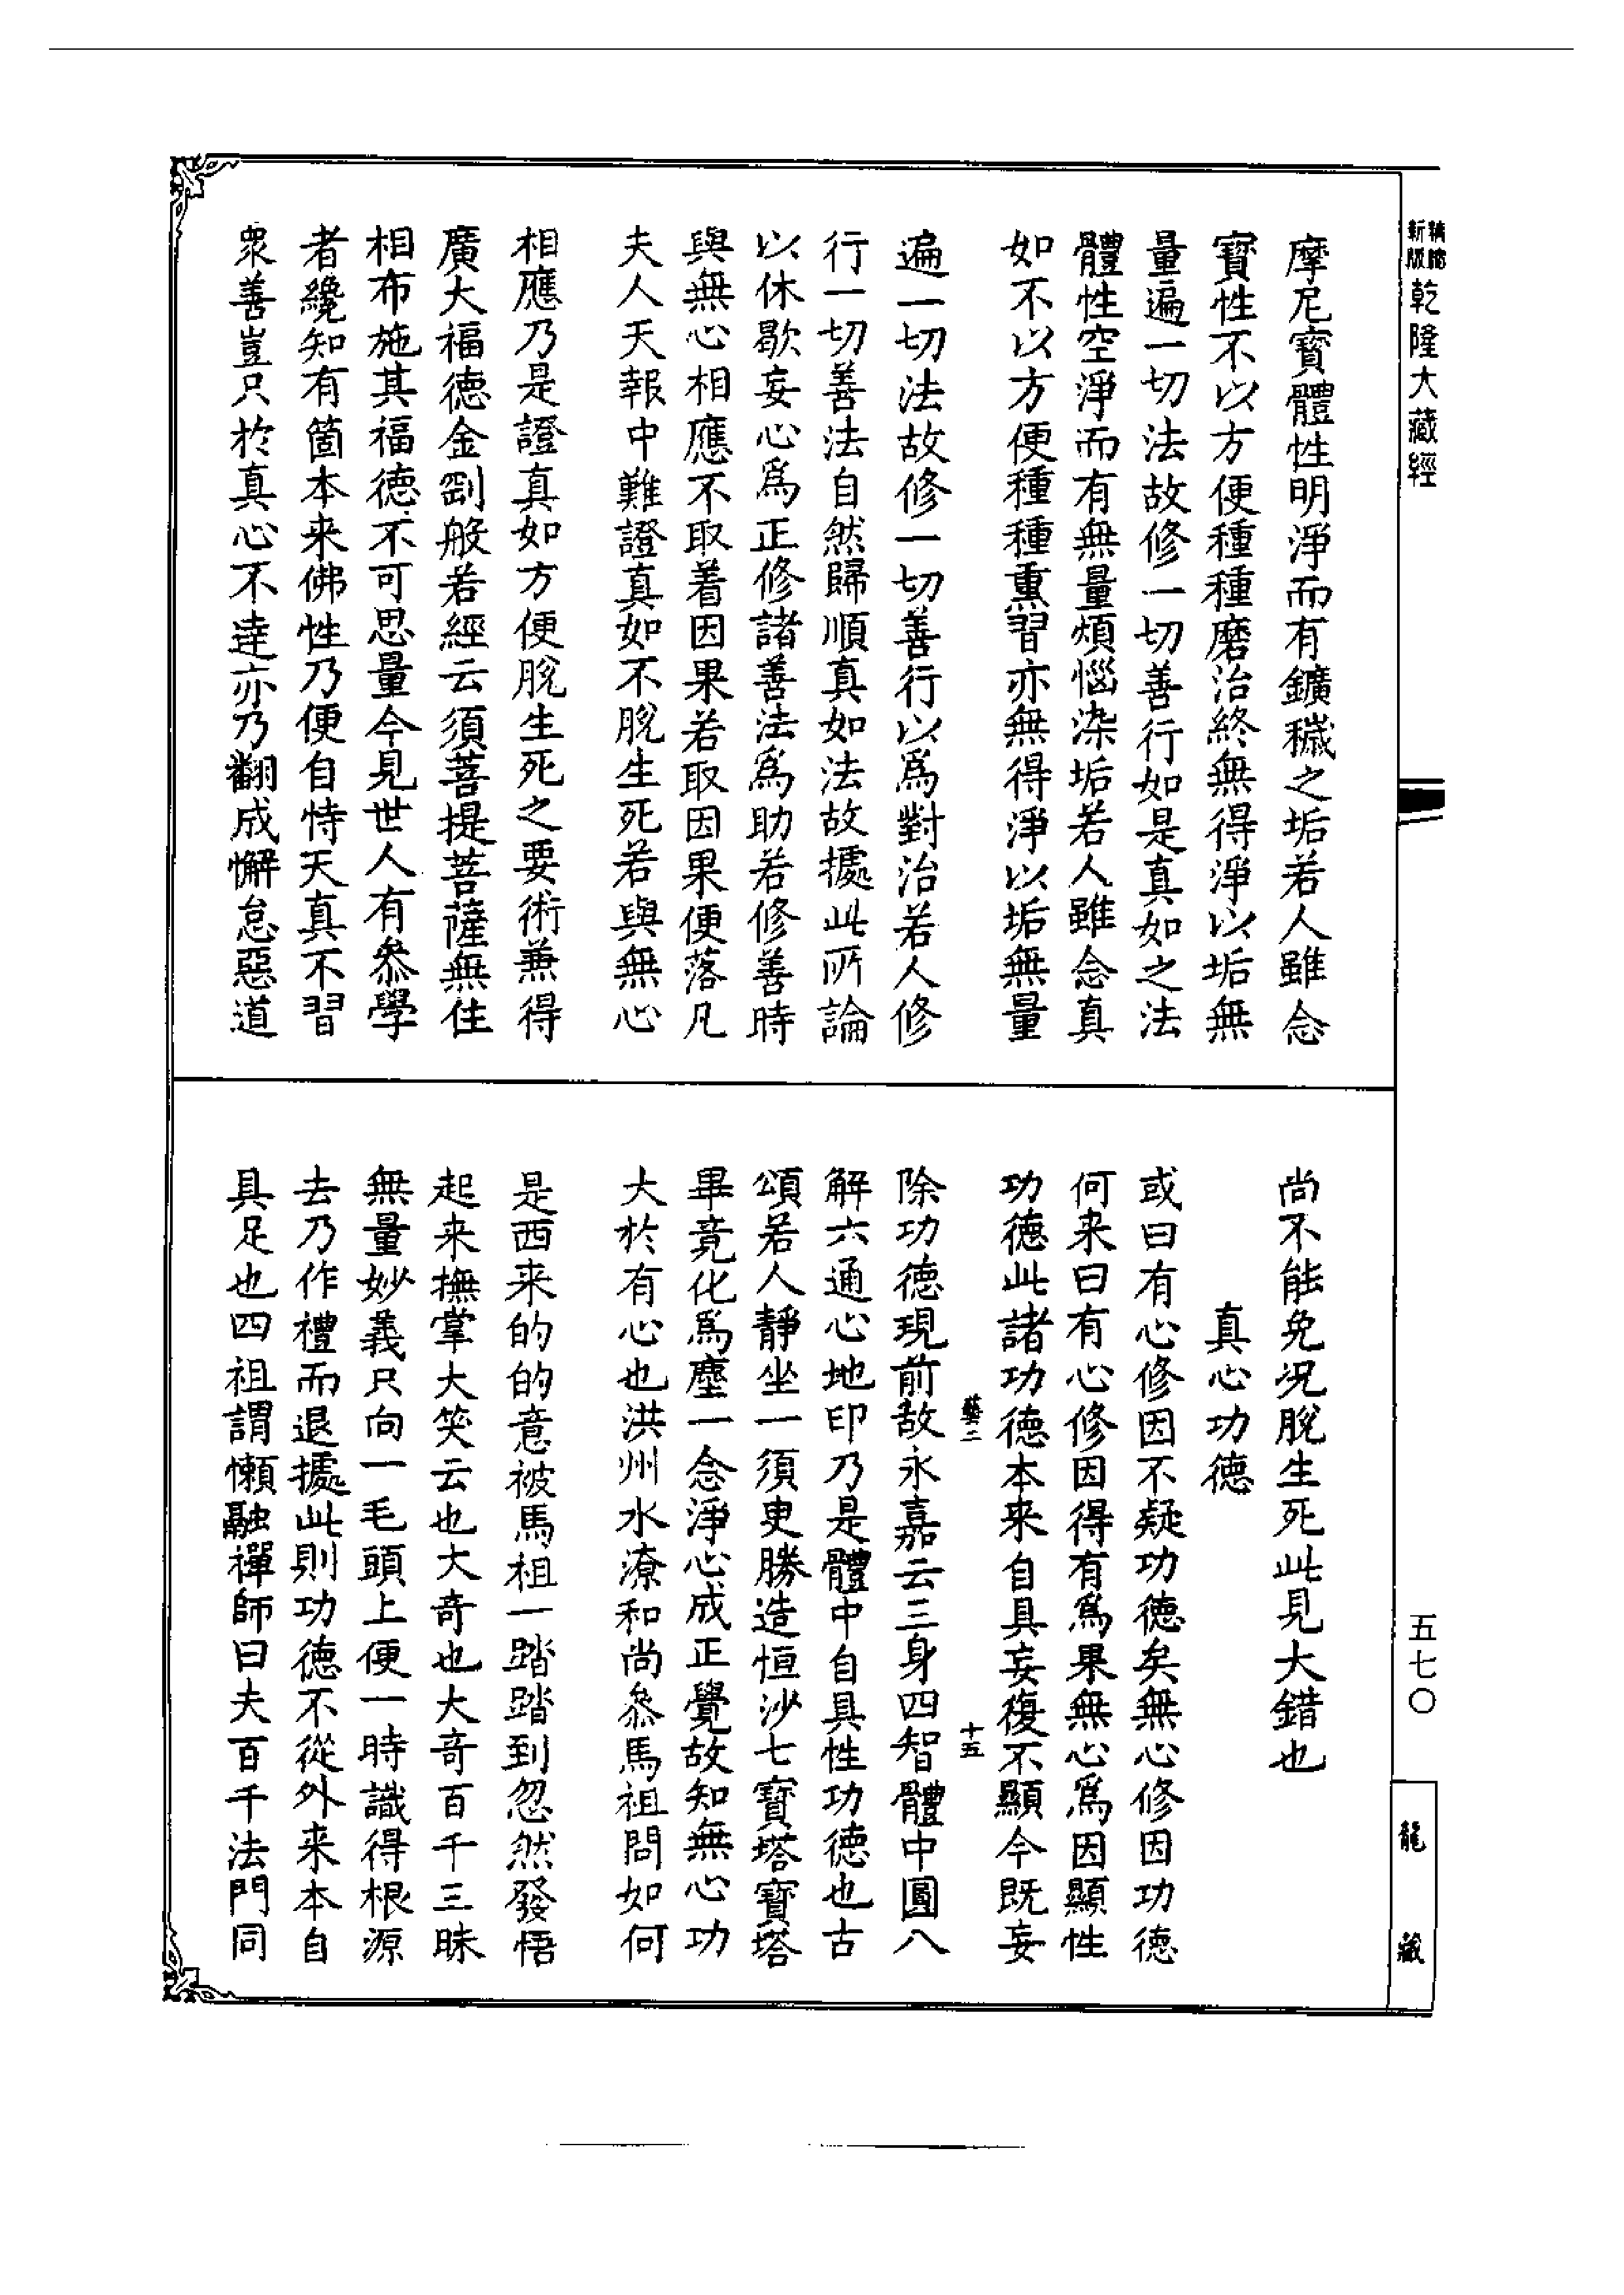 新版
精縮
乾隆大藏經
摩尼寶體性明淨而有鑛穢之垢若人雖念
寶性不以方便種種磨治終無得淨以垢無
量遍一切法故修一切善行如是真如之法
體性空淨而有無量煩惱染垢若人雖念真
如不以方便種種熏習亦無得淨以垢無量
遍一切法故修一切善行以爲對治若人修
行一切善法自然歸順真如法故據此所論
以休歇妄心爲正修諸善法爲助若修善時
與無心相應不取着因果若取因果便落凡
夫人天報中難證真如不脫生死若與無心
相應乃是證真如方便脫生死之要術兼得
廣大福德金剛般若經云須菩提菩薩無住
相布施其福德不可思量今見世人有叅學
者纔知有箇本来佛性乃便自恃天真不習
衆善豈只於真心不達亦乃翻成懈怠惡道
尚不能免況脫生死此見大錯也
真心功德
或曰有心修因不疑功德矣無心修因功德
何来曰有心修因得有爲果無心爲因顯性
功德此諸功德本来自具妄復不顯今既妄
藝二
十五
除功德現前故永嘉云三身四智體中圓八
解六通心地印乃是體中自具性功德也古
頌若人靜坐一須臾勝造恒沙七寶塔寶塔
畢竟化爲塵一念淨心成正覺故知無心功
大於有心也洪州水潦和尚叅馬祖問如何
是西来的的意被馬祖一踏踏到忽然發悟
起来撫掌大笑云也大奇也大奇百千三昧
無量妙義只向一毛頭上便一時識得根源
去乃作禮而退據此則功德不從外来本自
具足也四祖謂懶融禪師曰夫百千法門同
五七〇
龍藏